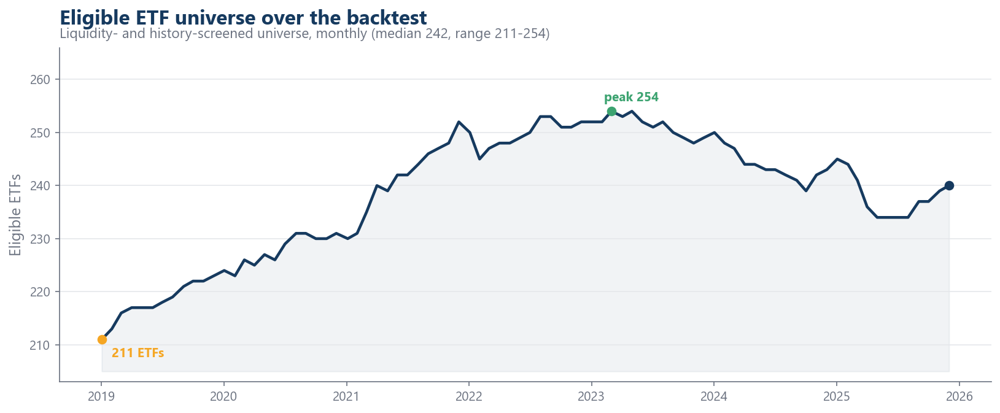 Eligible ETF universe over the backtest
Liquidity- and history-screened universe, monthly (median 242, range 211-254)
Eligible ETFs
260
250
240
230
220
210
peak 254
211 ETFs
2019
2020
2021
2022
2023
2024
2025
2026